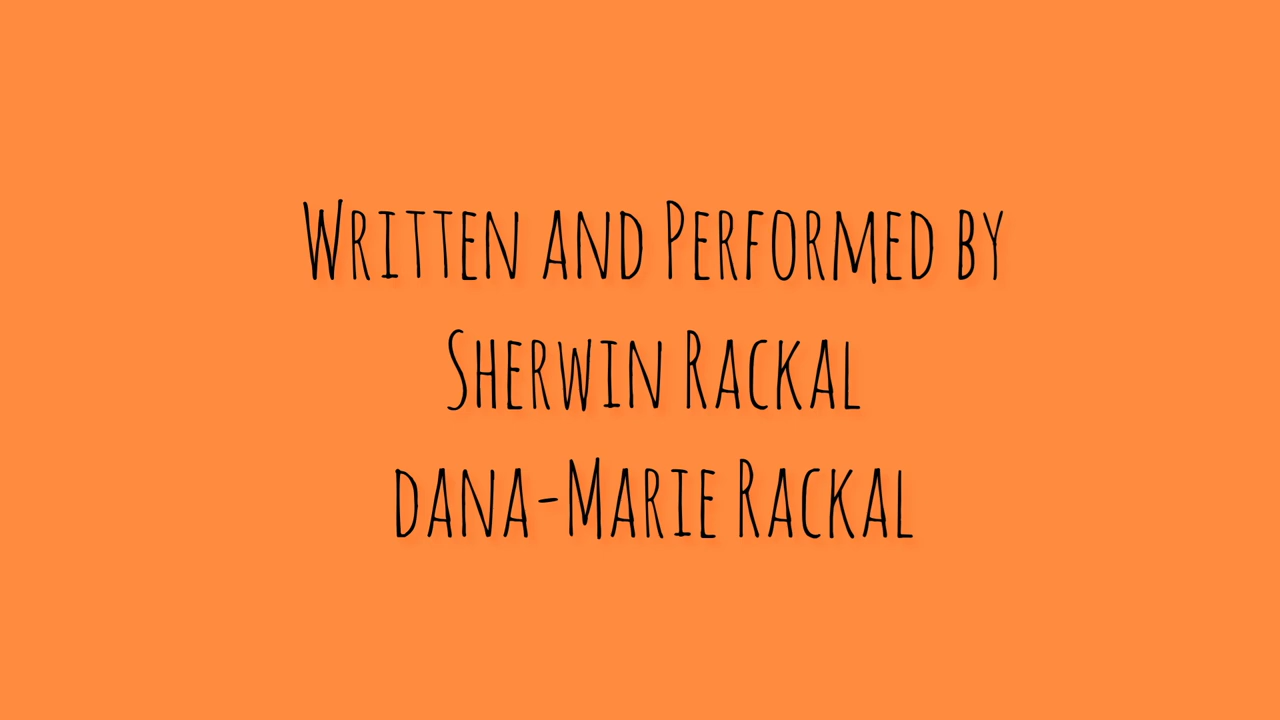 Written and Performed by
Sherwin Rackal
dana-Marie Rackal